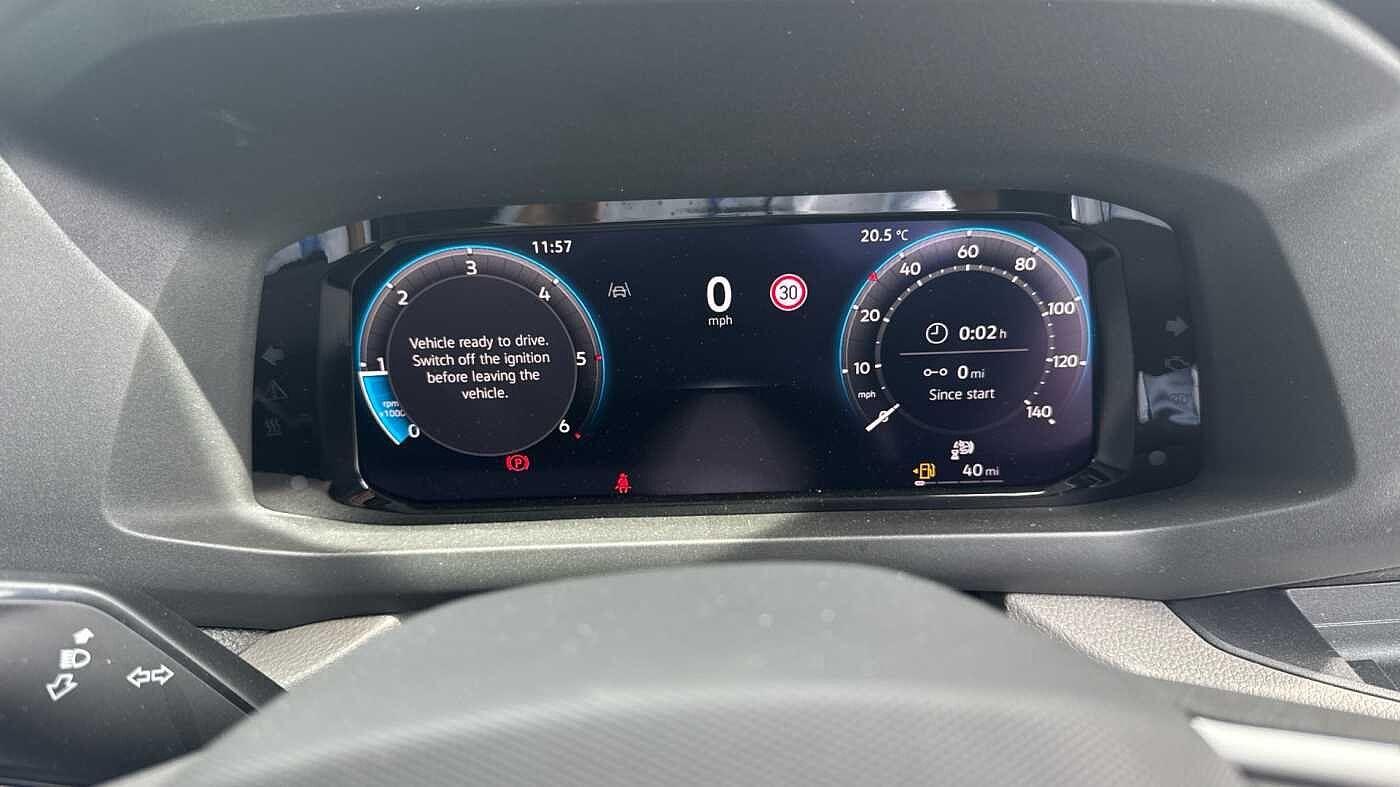 11:57
20.5 °C
3
2
4
1
5
rpm
x1000
0
6
Vehicle ready to drive.
Switch off the ignition
before leaving the
vehicle.
P
0
mph
30
60
40
80
20
100
10
120
mph
0
140
0:02 h
0 mi
Since start
40 mi